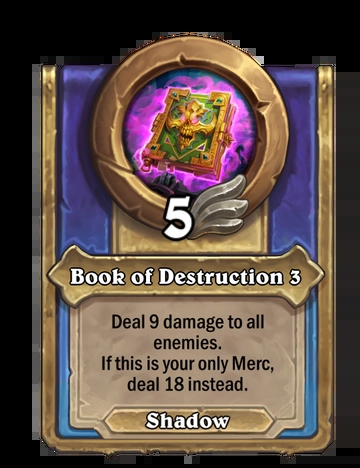 5
Book of Destruction 3
Deal 9 damage to all
enemies.
If this is your only Merc,
deal 18 instead.
Shadow